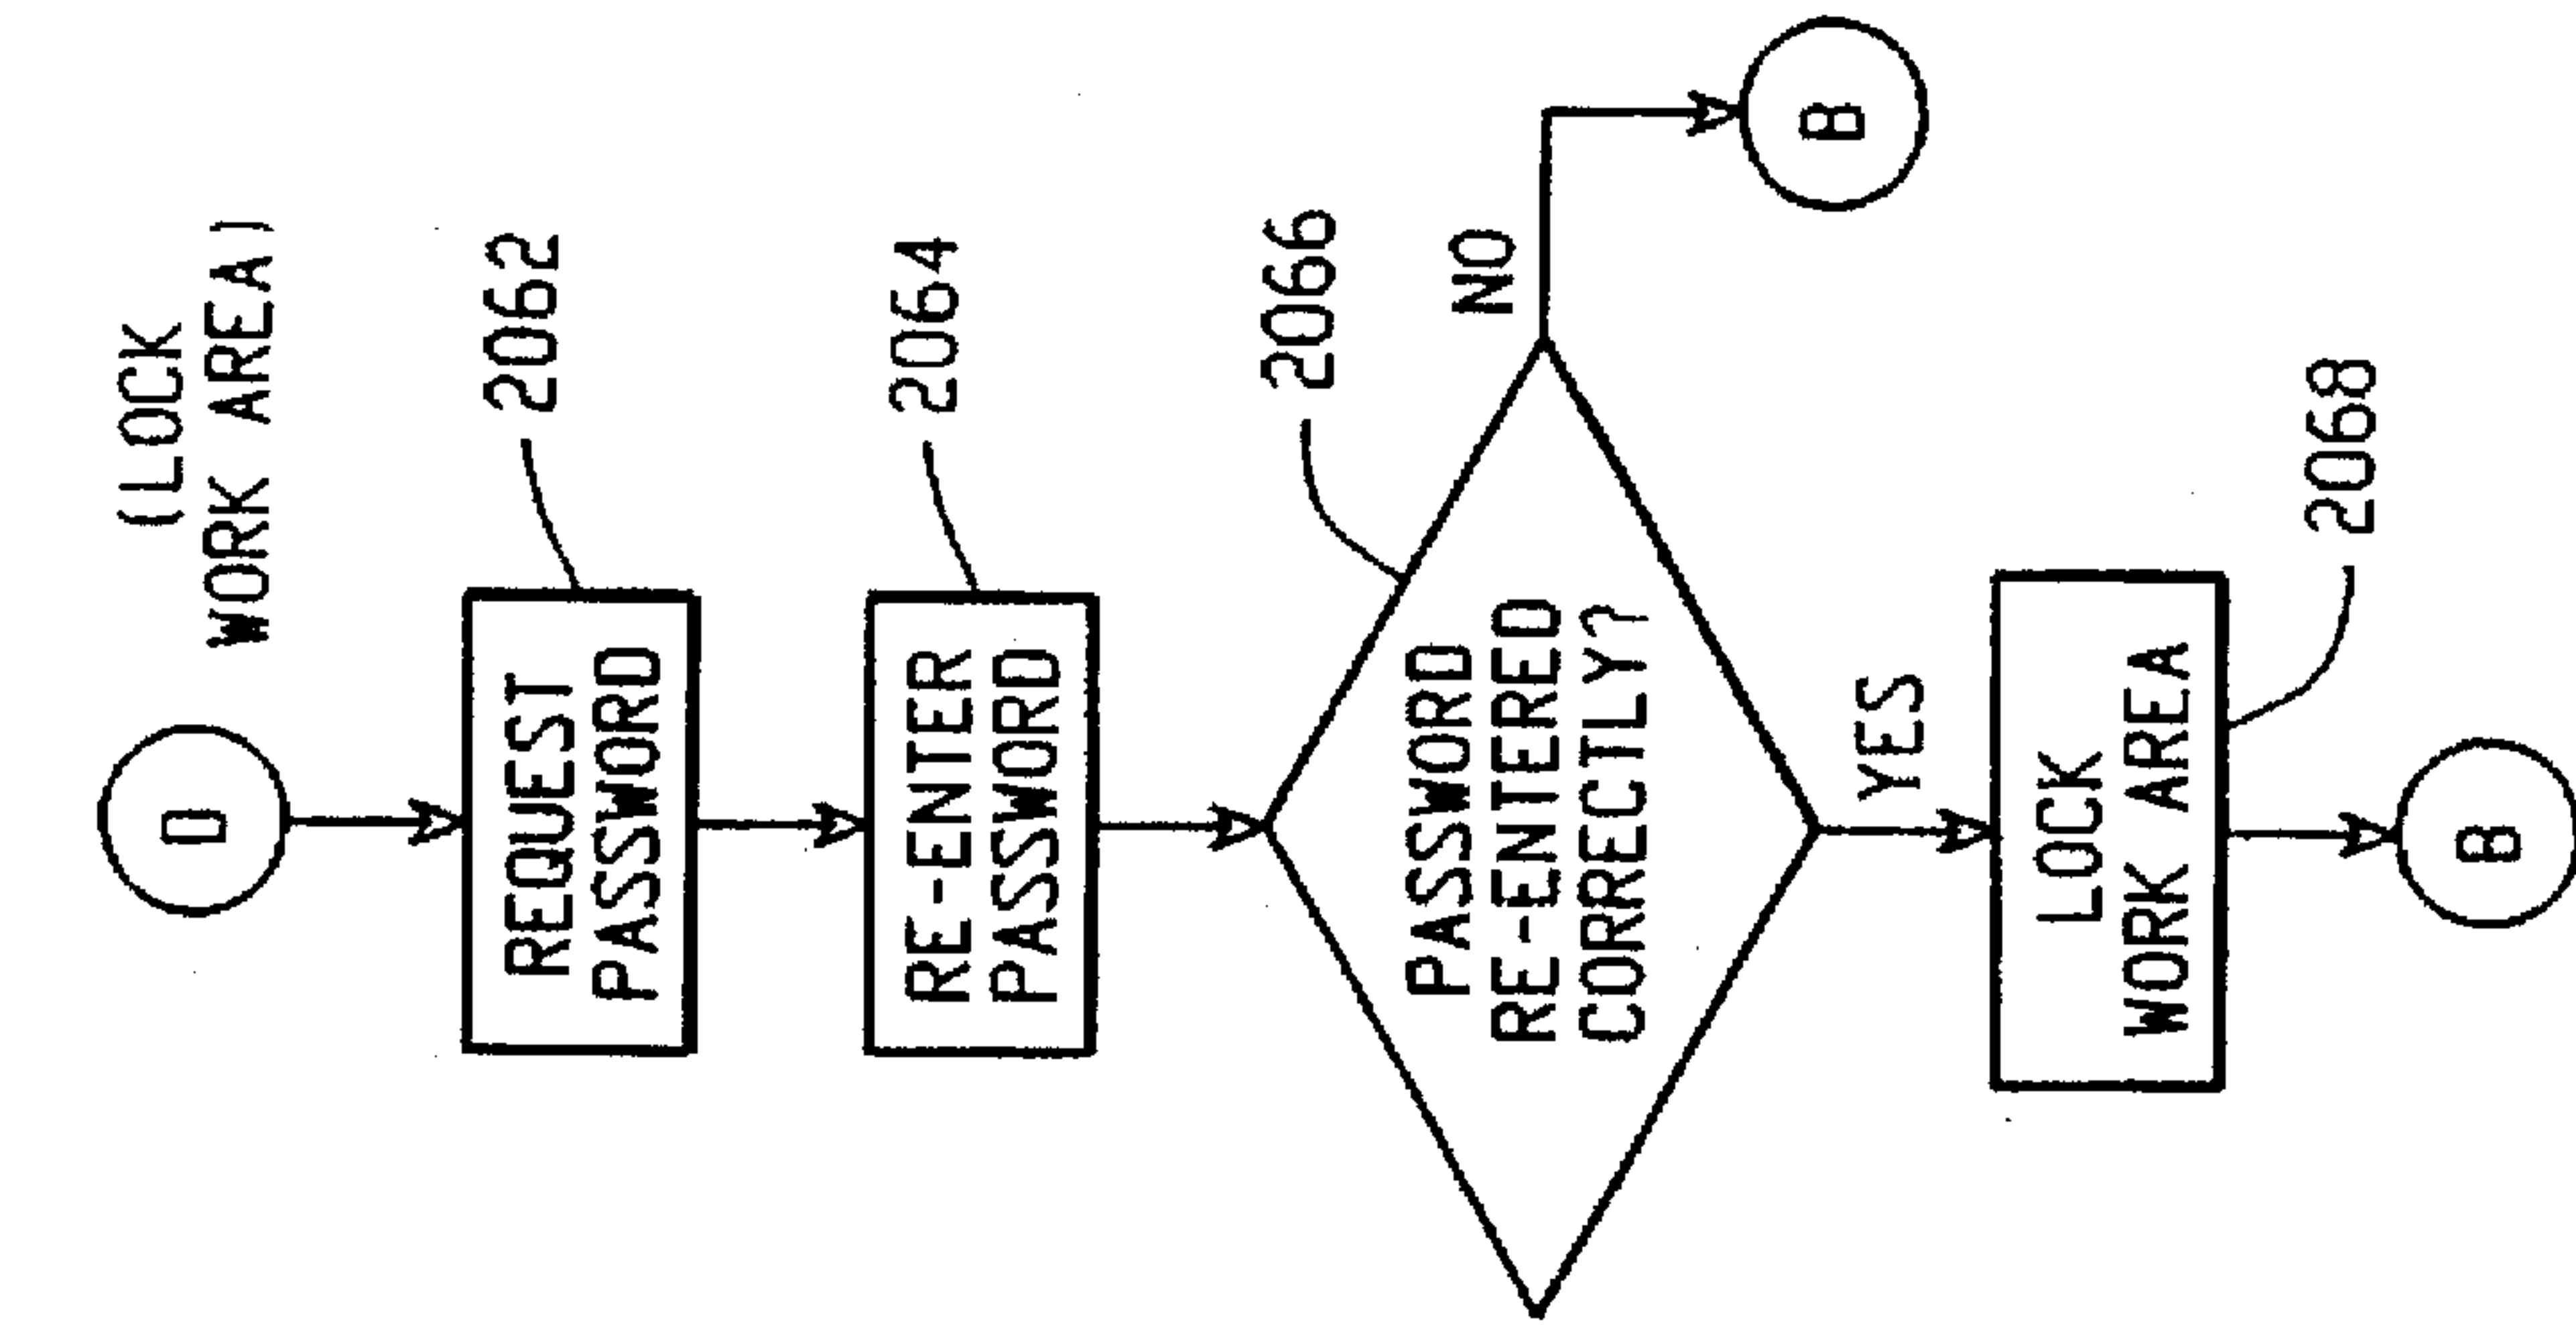 D
(LOCK
WORK AREA)
REQUEST
PASSWORD
2062
RE-ENTER
PASSWORD
2064
PASSWORD
RE-ENTERED
CORRECTLY?
2066
NO
B
YES
LOCK
WORK AREA
2068
B